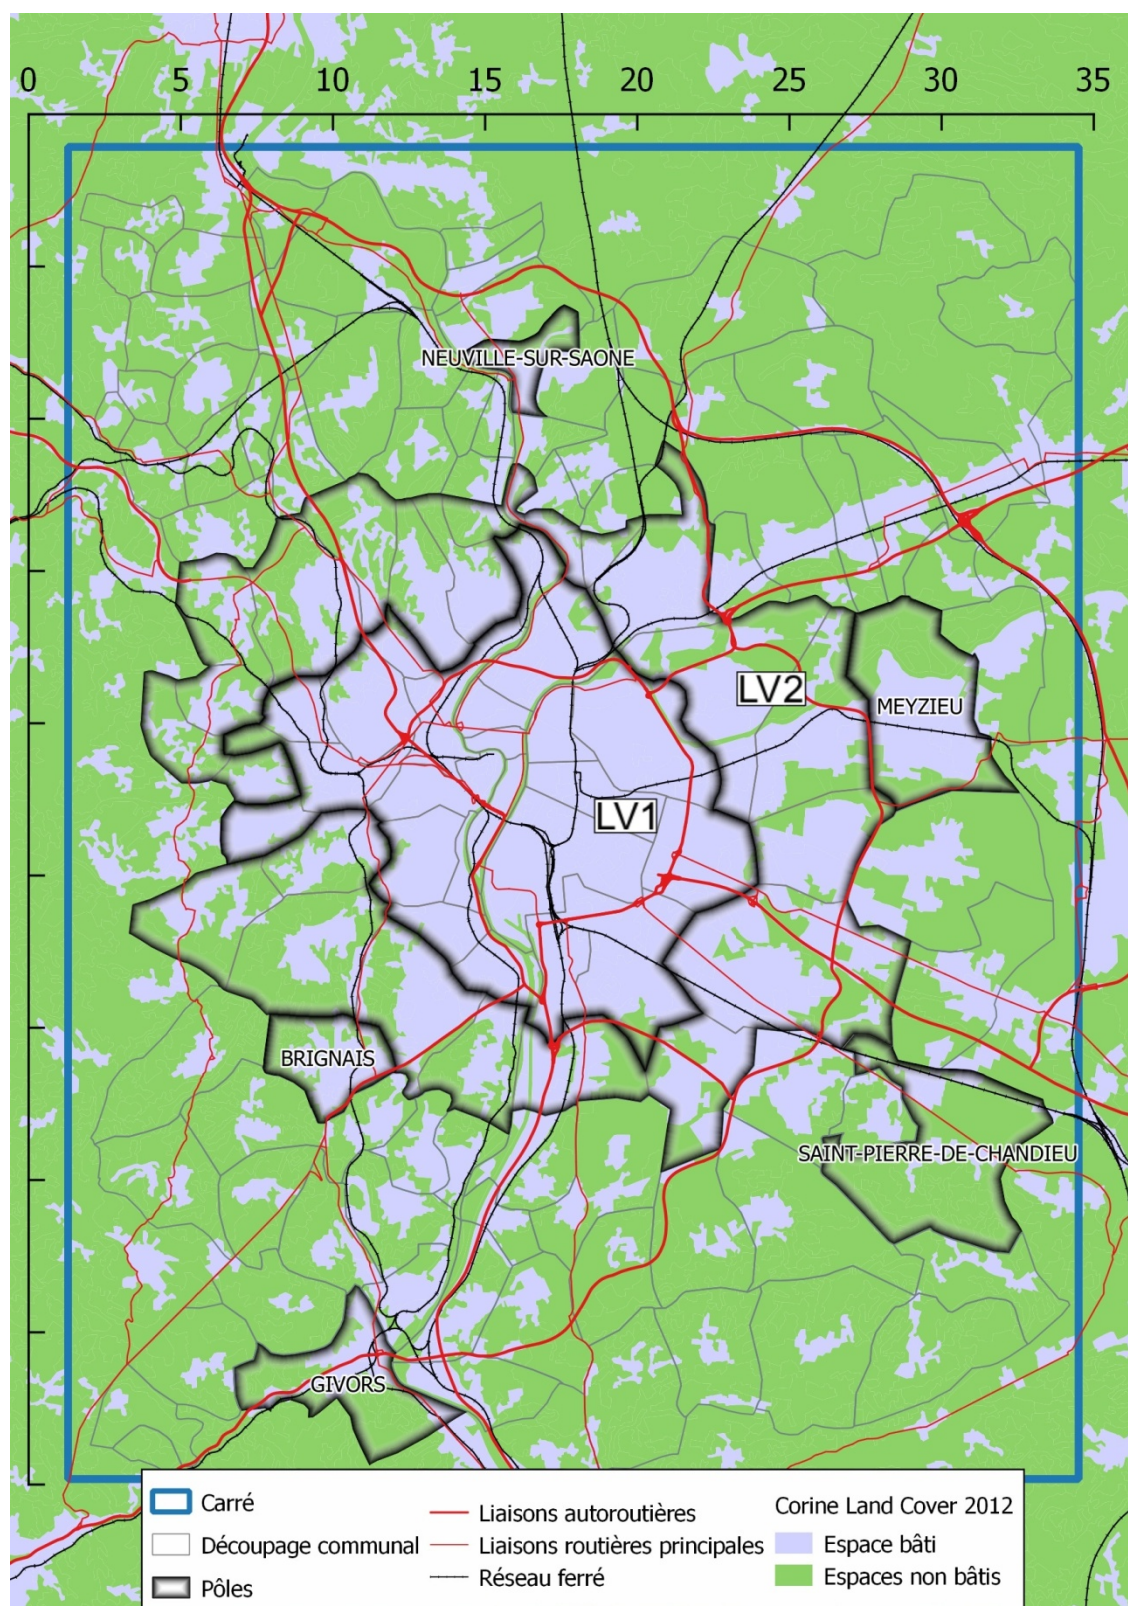 0 5 10 15 20 25 30 35
NEUVILLE-SUR-SAONE
LV2
MEYZIEU
LV1
BRIGNAIS
SAINT-PIERRE-DE-CHANDIEU
GIVORS
Carré
Découpage communal
Pôles
Liaisons autoroutières
Liaisons routières principales
Réseau ferré
Corine Land Cover 2012
Espace bâti
Espaces non bâtis